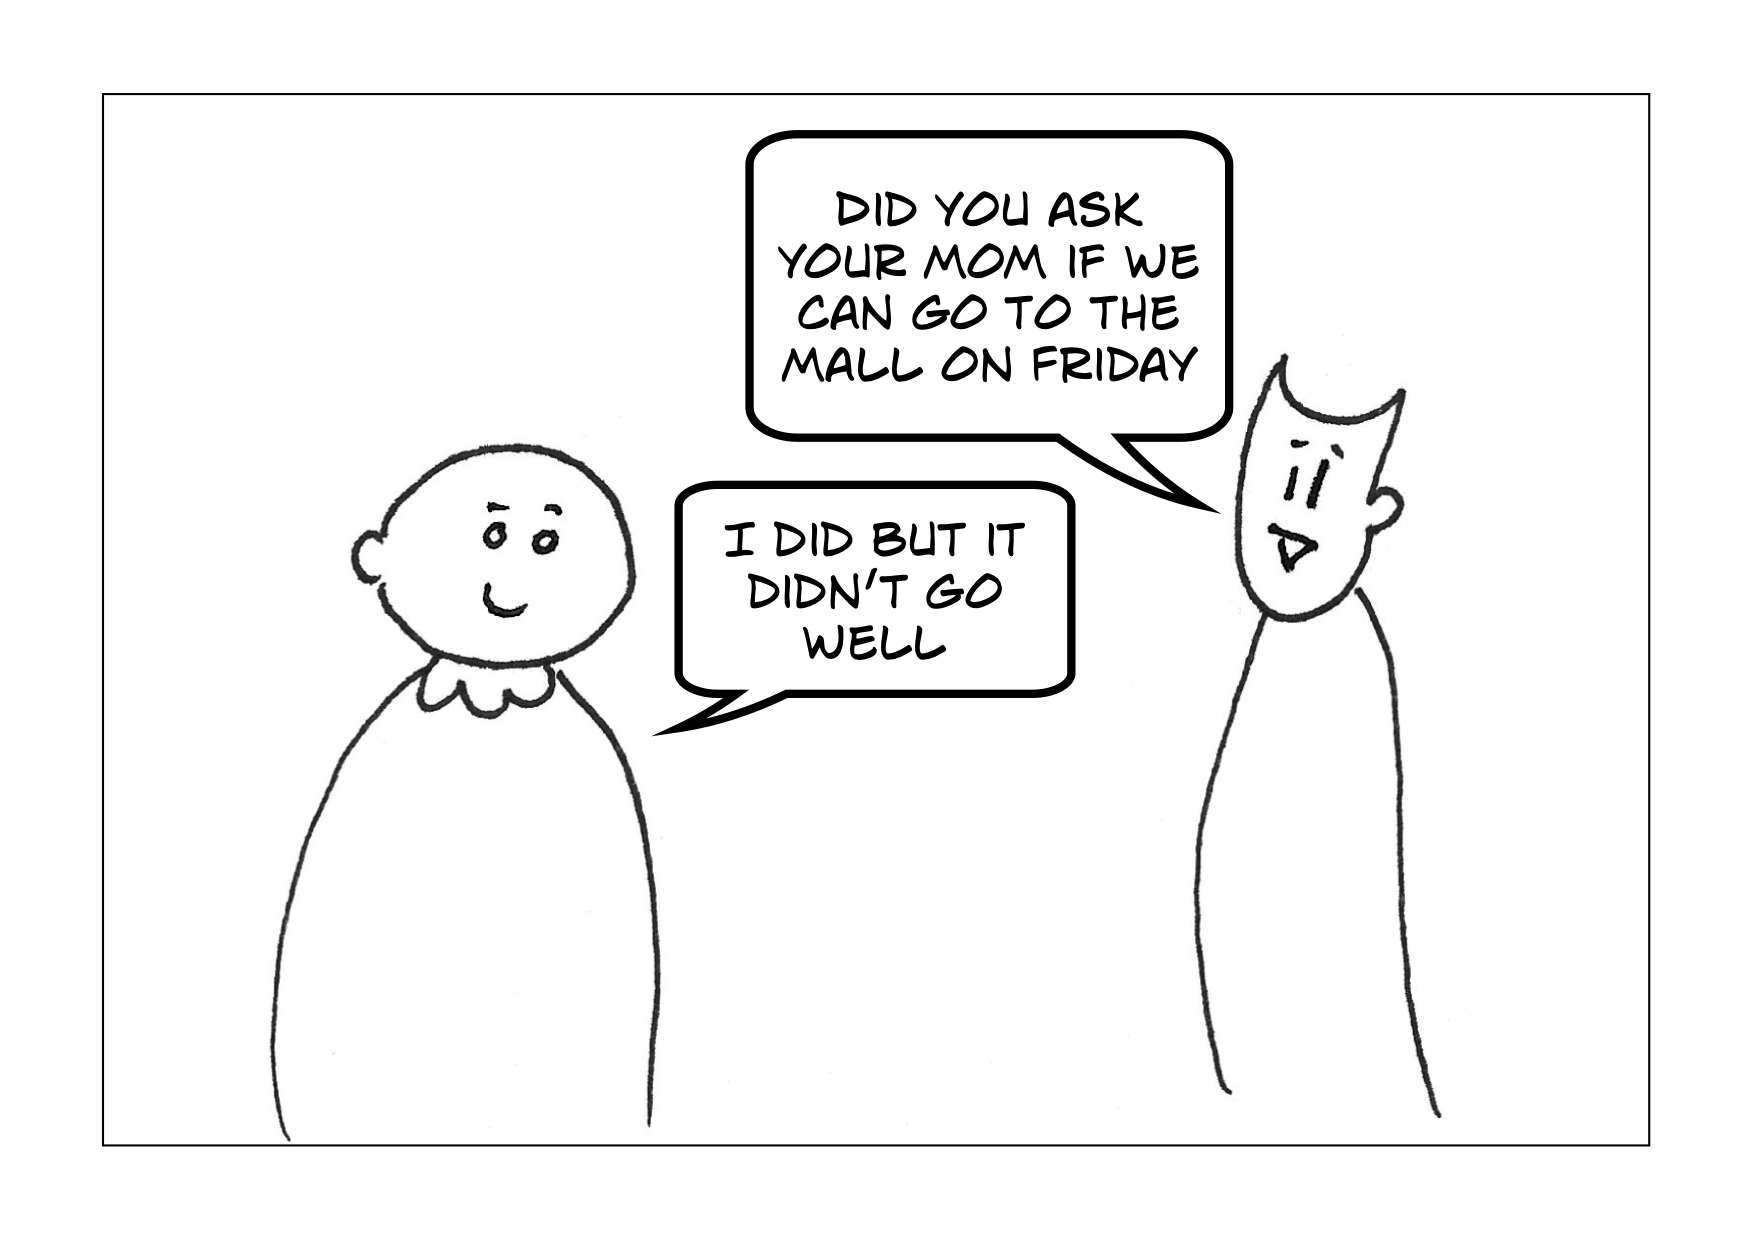 DID YOU ASK
YOUR MOM IF WE
CAN GO TO THE
MALL ON FRIDAY
I DID BUT IT
DIDN'T GO
WELL